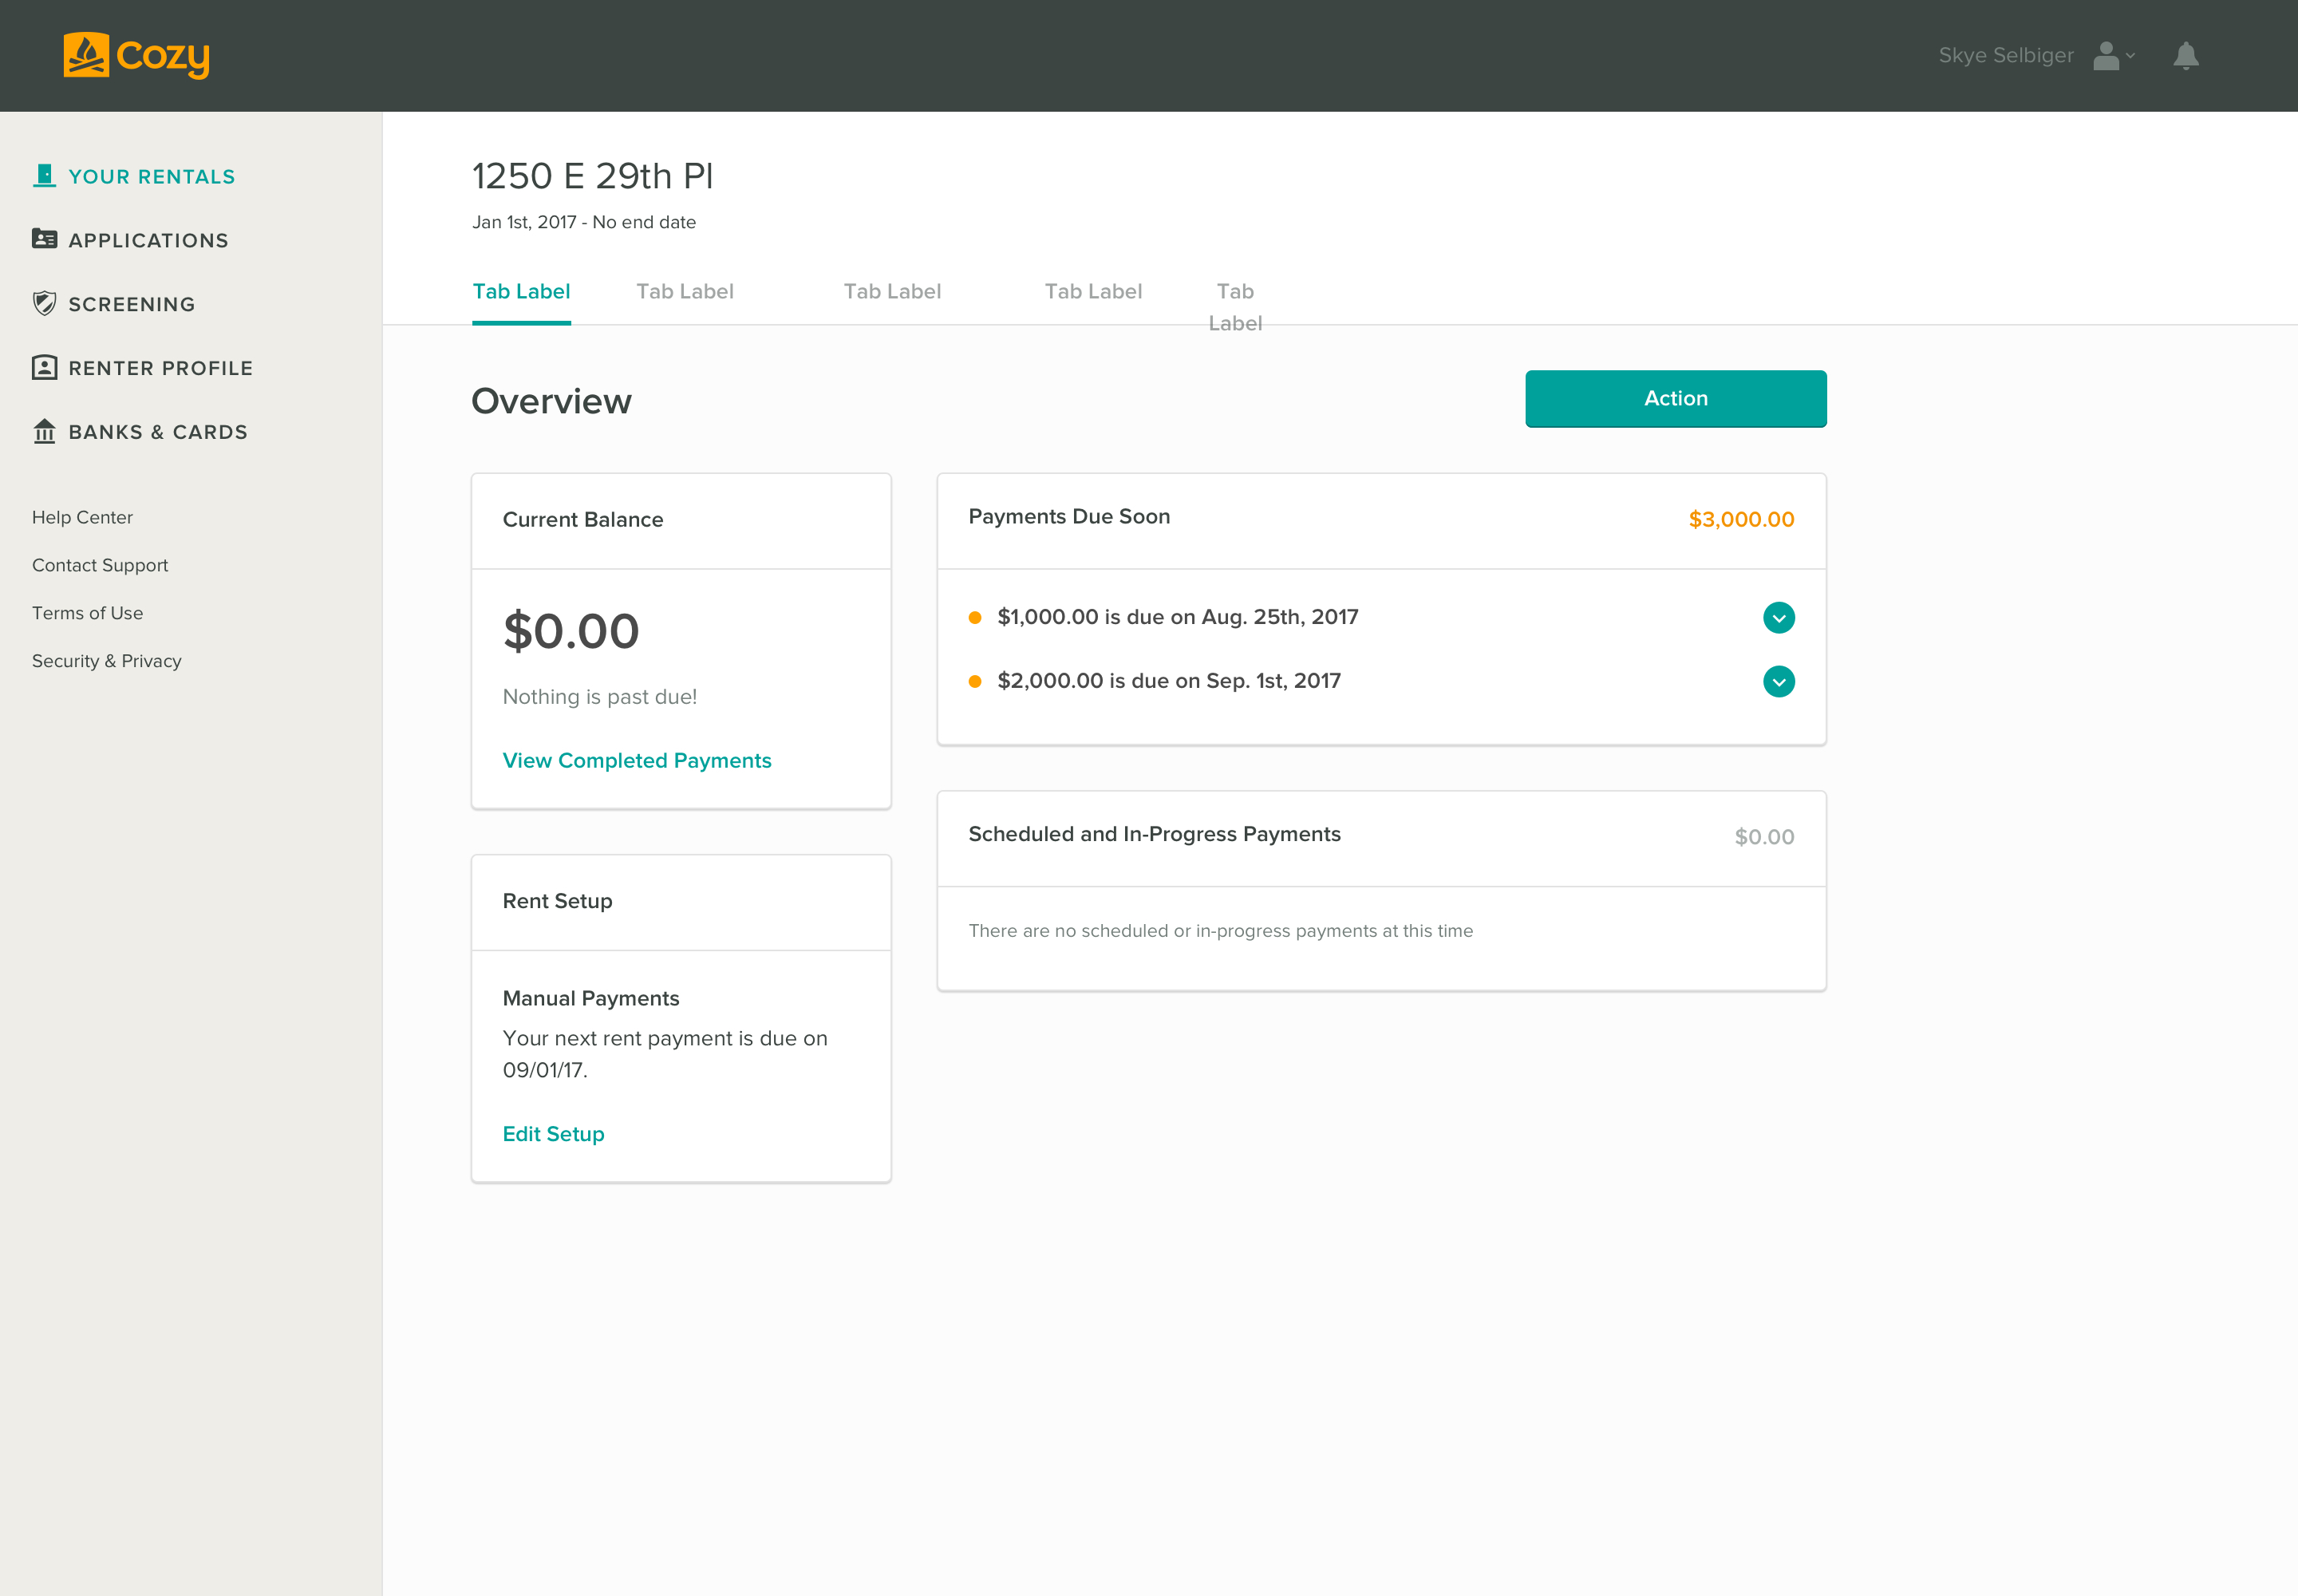 Cozy
Skye Selbiger
YOUR RENTALS
APPLICATIONS
SCREENING
RENTER PROFILE
BANKS & CARDS
Help Center
Contact Support
Terms of Use
Security & Privacy
1250 E 29th Pl
Jan 1st, 2017 - No end date
Tab Label
Tab Label
Tab Label
Tab Label
Tab
Label
Overview
Action
Current Balance
$0.00
Nothing is past due!
View Completed Payments
Rent Setup
Manual Payments
Your next rent payment is due on
09/01/17.
Edit Setup
Payments Due Soon
$3,000.00
$1,000.00 is due on Aug. 25th, 2017
$2,000.00 is due on Sep. 1st, 2017
Scheduled and In-Progress Payments
$0.00
There are no scheduled or in-progress payments at this time